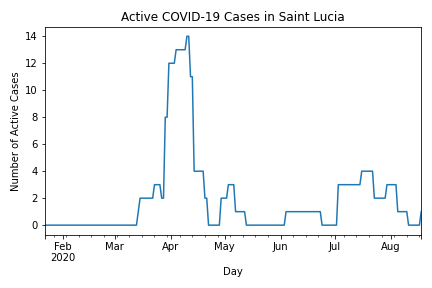 Active COVID-19 Cases in Saint Lucia
Number of Active Cases
14
12
10
8
6
4
2
0
Feb Mar Apr May Jun Jul Aug
2020
Day